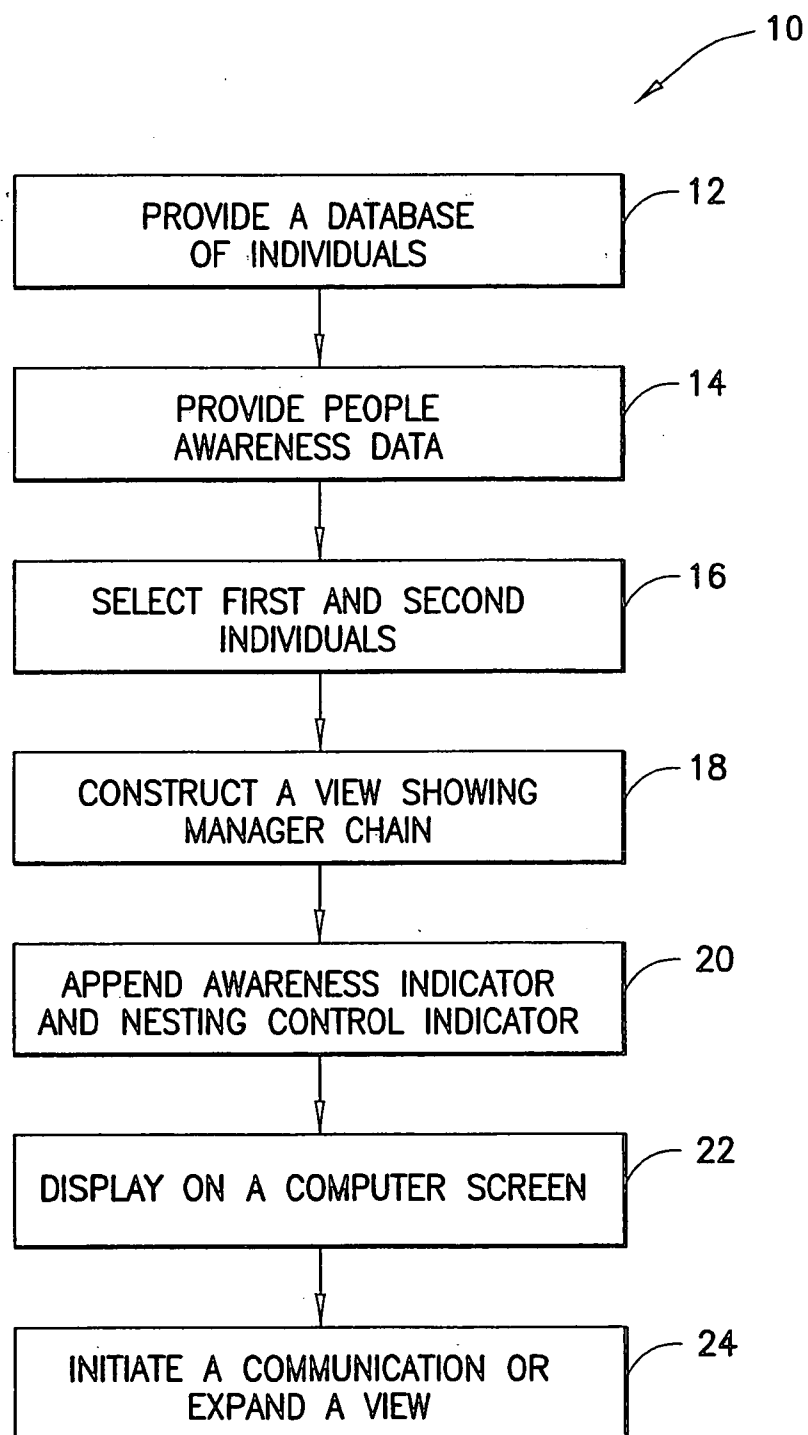 10
PROVIDE A DATABASE
OF INDIVIDUALS
12
PROVIDE PEOPLE
AWARENESS DATA
14
SELECT FIRST AND SECOND
INDIVIDUALS
16
CONSTRUCT A VIEW SHOWING
MANAGER CHAIN
18
APPEND AWARENESS INDICATOR
AND NESTING CONTROL INDICATOR
20
DISPLAY ON A COMPUTER SCREEN
22
INITIATE A COMMUNICATION OR
EXPAND A VIEW
24